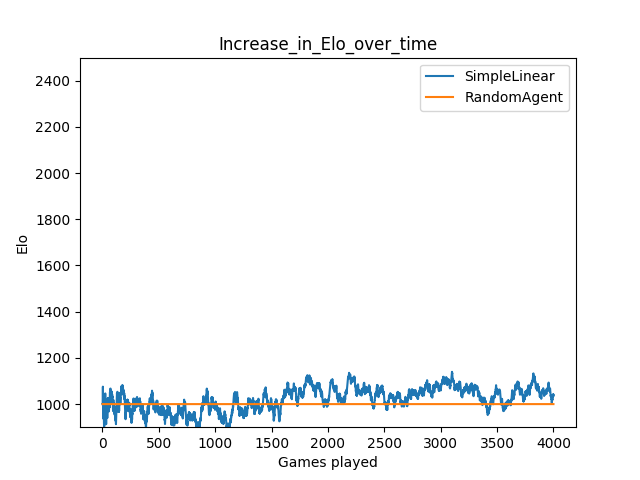 Increase_in_Elo_over_time
SimpleLinear
RandomAgent
2400
2200
2000
1800
1600
1400
1200
1000
Elo
0 500 1000 1500 2000 2500 3000 3500 4000
Games played